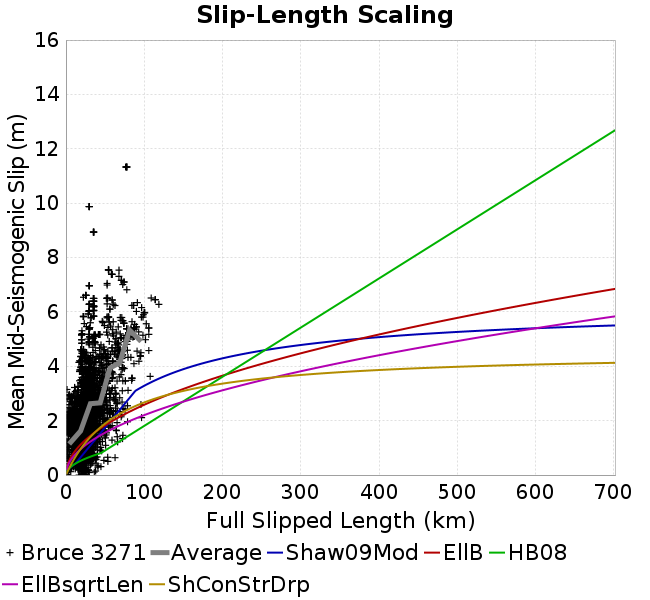 Slip-Length Scaling
Mean Mid-Seismogenic Slip (m)
16
14
12
10
8
6
4
2
0
0 100 200 300 400 500 600 700
Full Slipped Length (km)
Bruce 3271 Average Shaw09Mod EllB HB08
EllBsqrtLen ShConStrDrp